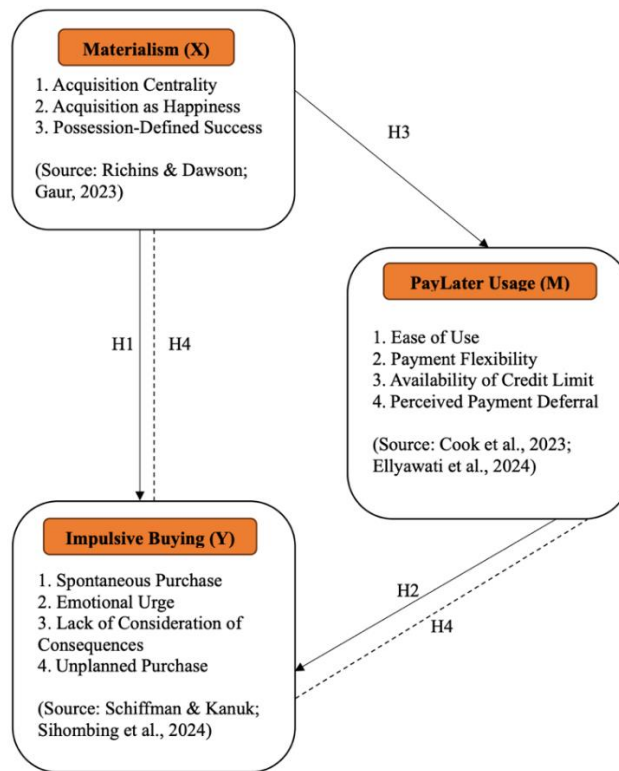 Materialism (X)
1. Acquisition Centrality
2. Acquisition as Happiness
3. Possession-Defined Success
(Source: Richins & Dawson;
Gaur, 2023)
H3
PayLater Usage (M)
1. Ease of Use
2. Payment Flexibility
3. Availability of Credit Limit
4. Perceived Payment Deferral
(Source: Cook et al., 2023;
Ellyawati et al., 2024)
H1
H4
Impulsive Buying (Y)
1. Spontaneous Purchase
2. Emotional Urge
3. Lack of Consideration of
Consequences
4. Unplanned Purchase
(Source: Schiffman & Kanuk;
Sihombing et al., 2024)
H2
H4